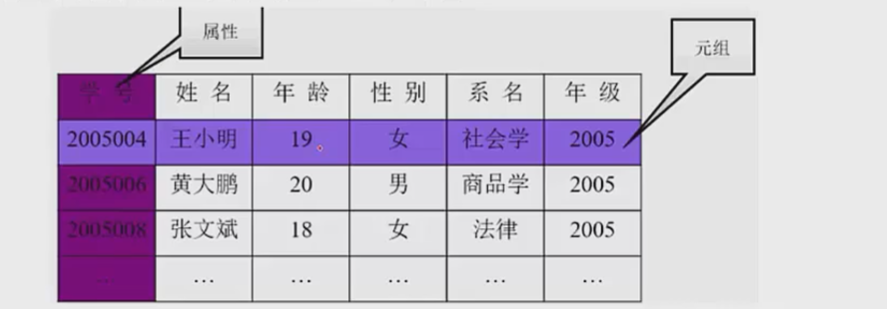 属性
元组
学 号 姓 名 年 龄 性 别 系 名 年 级
2005004 王小明 19 女 社会学 2005
2005006 黄大鹏 20 男 商品学 2005
2005008 张文斌 18 女 法律 2005
… … … … … …